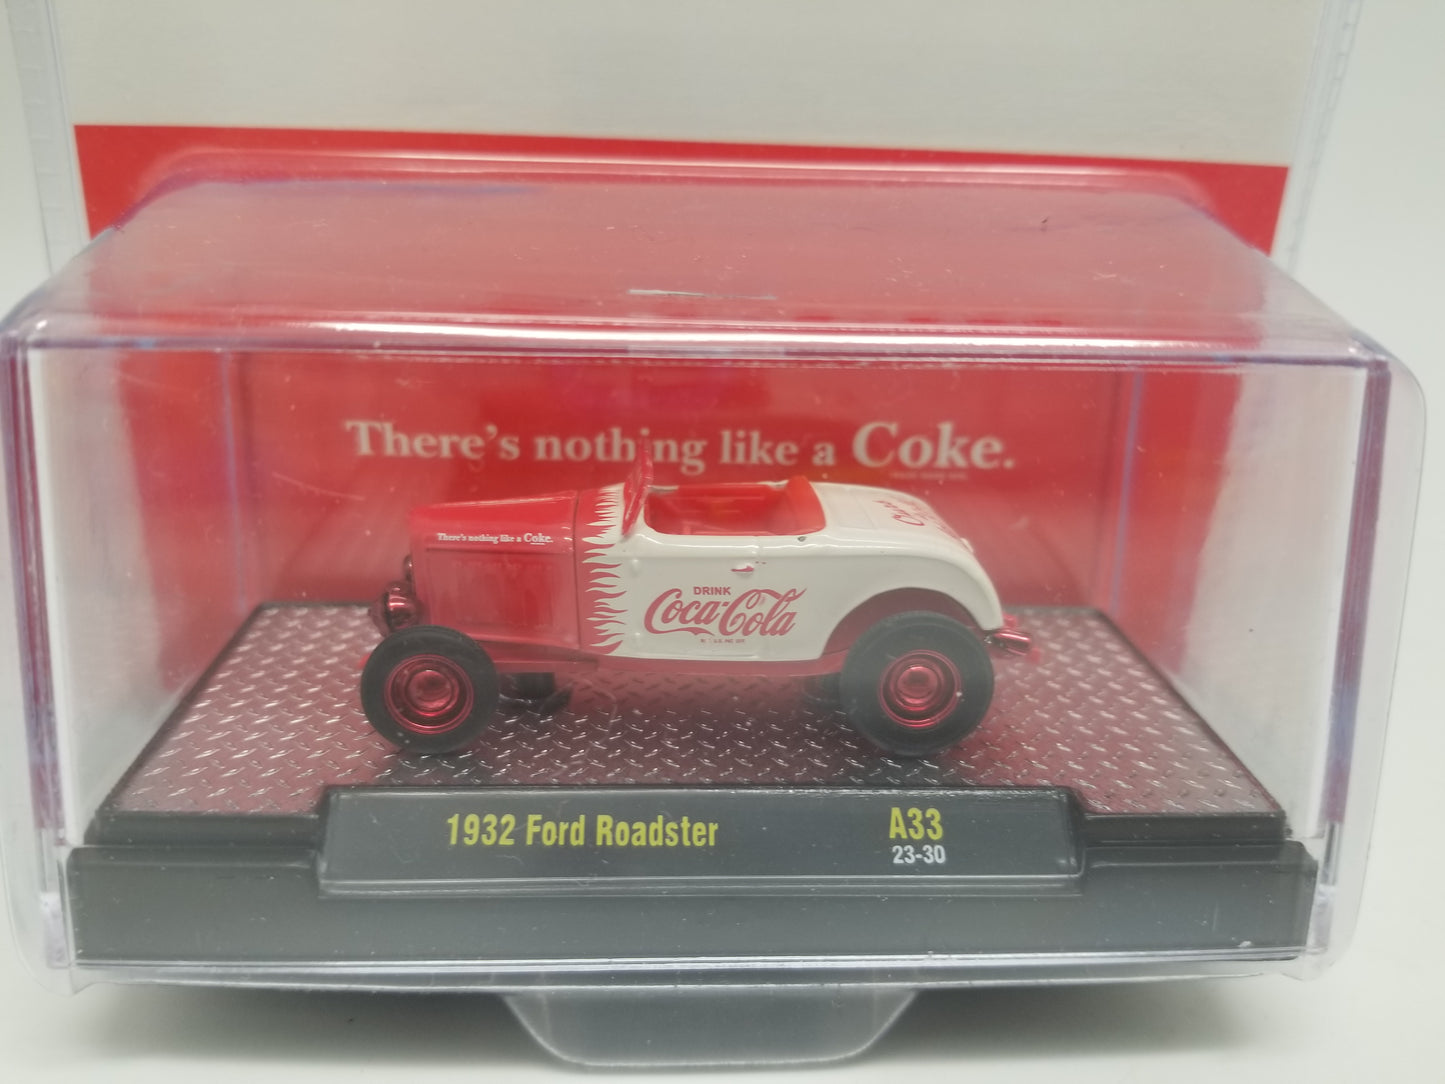 There's nothing like a Coke.
There's nothing like a Coke.
DRINK
Coca-Cola
1932 Ford Roadster
A33
23-30